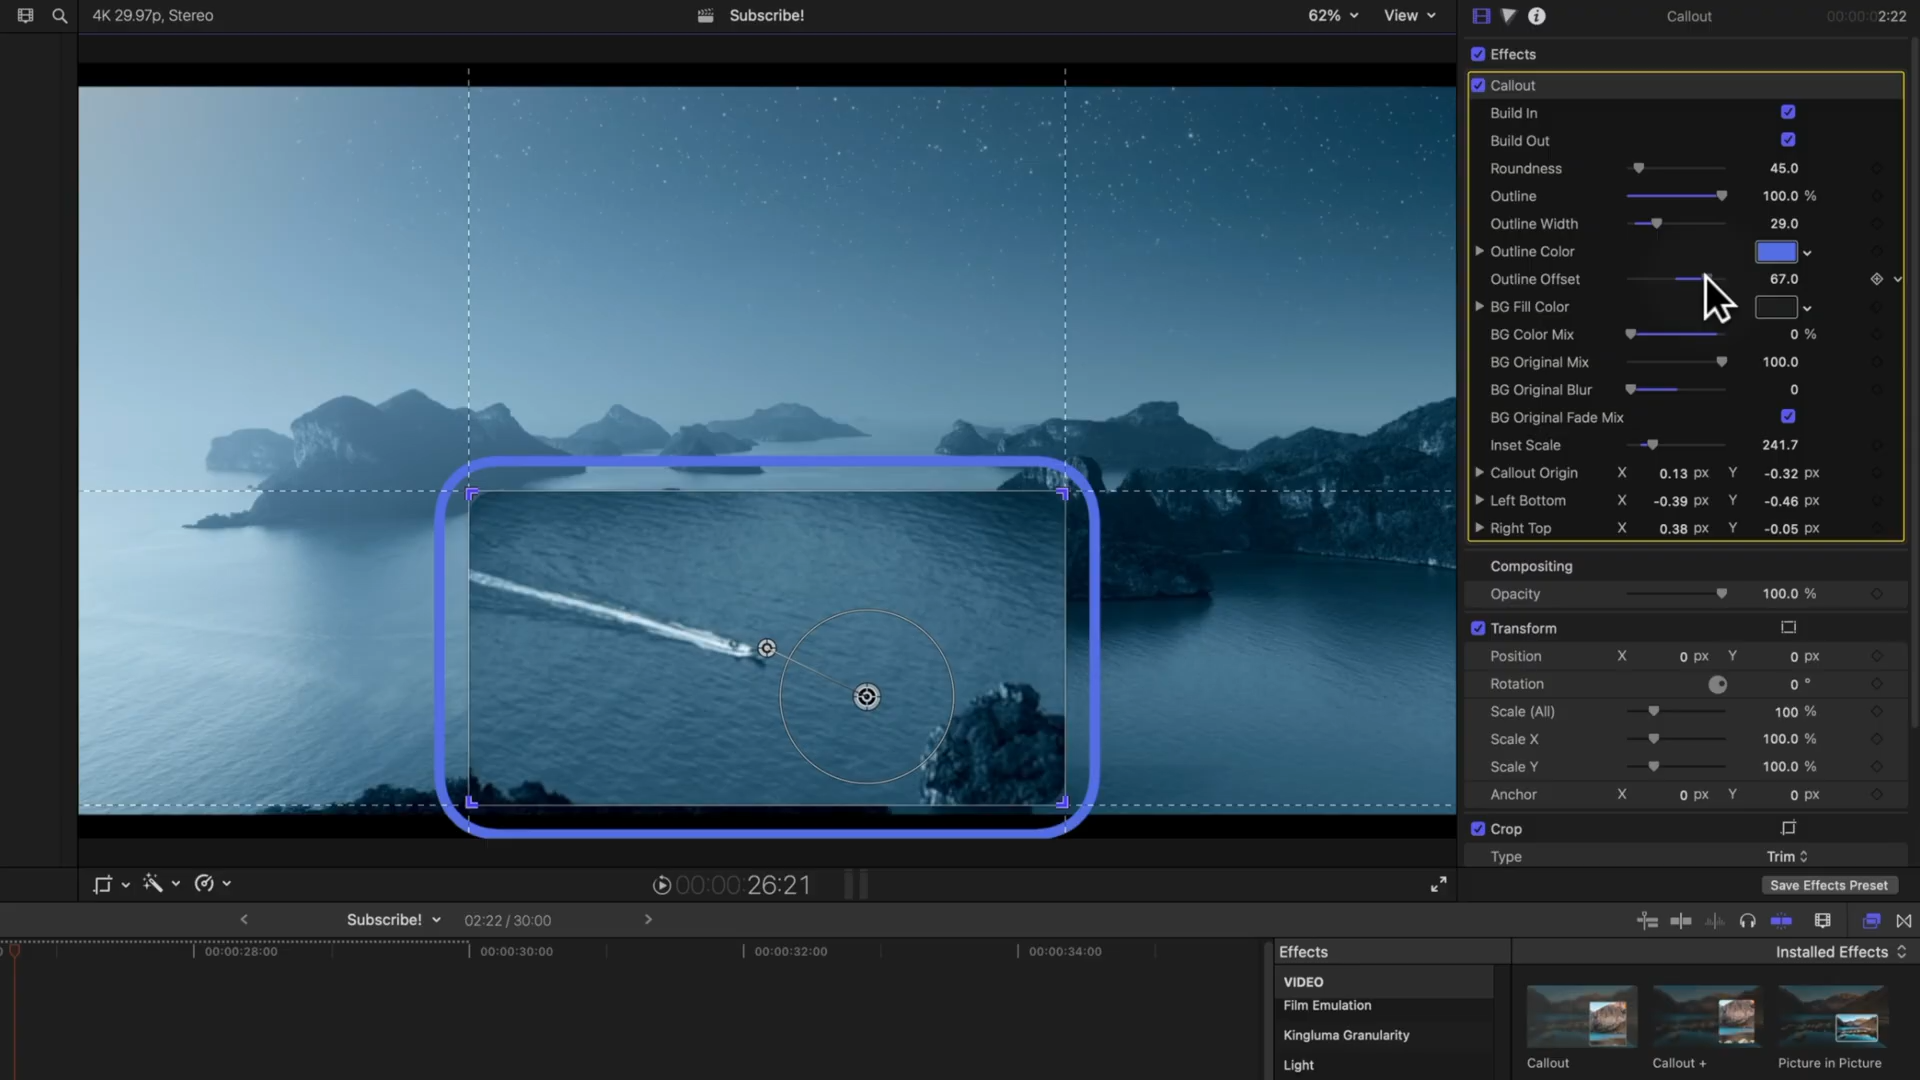 4K 29.97p, Stereo
Subscribe!
62%
View
Callout
00:00:02:22
Effects
Callout
Build In
Build Out
Roundness 45.0
Outline 100.0 %
Outline Width 29.0
Outline Color
Outline Offset 67.0
BG Fill Color
BG Color Mix 0 %
BG Original Mix 100.0
BG Original Blur 0
BG Original Fade Mix
Inset Scale 241.7
Callout Origin X 0.13 px Y -0.32 px
Left Bottom X -0.39 px Y -0.46 px
Right Top X 0.38 px Y -0.05 px
Compositing
Opacity 100.0 %
Transform
Position X 0 px Y 0 px
Rotation 0 °
Scale (All) 100 %
Scale X 100.0 %
Scale Y 100.0 %
Anchor X 0 px Y 0 px
Crop
Type Trim
00:00:26:21
Save Effects Preset
Subscribe!
02:22 / 30:00
00:00:28:00
00:00:30:00
00:00:32:00
00:00:34:00
Effects
Installed Effects
VIDEO
Film Emulation
Kingluma Granularity
Light
Callout
Callout +
Picture in Picture